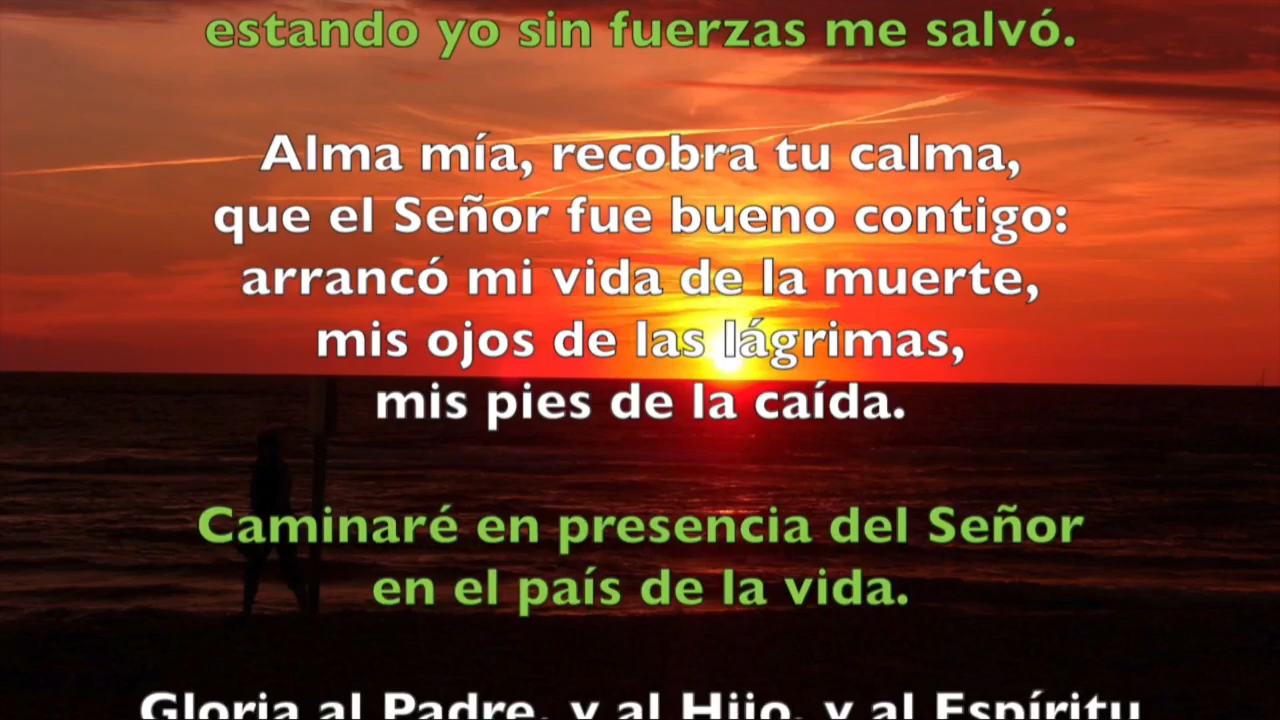 estando yo sin fuerzas me salvó.
Alma mía, recobra tu calma,
que el Señor fue bueno contigo:
arrancó mi vida de la muerte,
mis ojos de las lágrimas,
mis pies de la caída.
Caminaré en presencia del Señor
en el país de la vida.
Gloria al Padre, y al Hijo, y al Espíritu